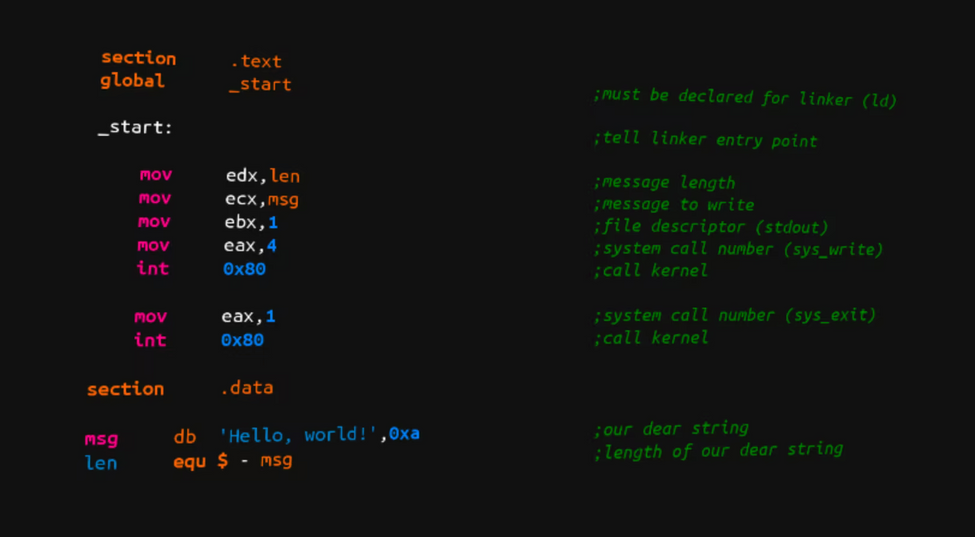 section .text
global _start ;must be declared for linker (ld)
_start: ;tell linker entry point
mov edx,len ;message length
mov ecx,msg ;message to write
mov ebx,1 ;file descriptor (stdout)
mov eax,4 ;system call number (sys_write)
int 0x80 ;call kernel
mov eax,1 ;system call number (sys_exit)
int 0x80 ;call kernel
section .data
msg db 'Hello, world!',0xa ;our dear string
len equ $ - msg ;length of our dear string